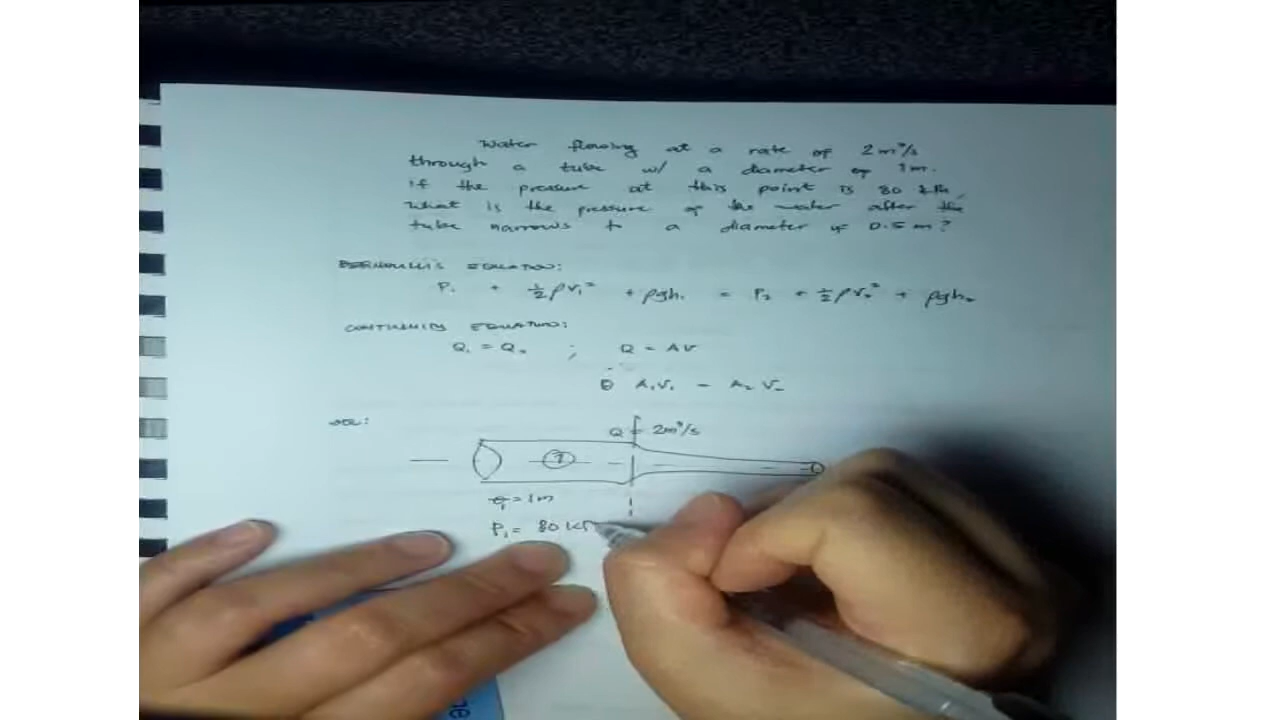 Water flowing at a rate of 2m³/s
through a tube w/ a diameter of 1m.
If the pressure at this point is 80 kPa,
what is the pressure of the water after the
tube narrows to a diameter of 0.5 m?
BERNOULLI'S EQUATION:
P₁ + ½ρv₁² + ρgh₁ = P₂ + ½ρv₂² + ρgh₂
CONTINUITY EQUATION:
Q₁ = Q₂ ; Q = AV
A₁V₁ = A₂V₂
SOL:
Q = 2m³/s
1
= 1m
P₁ = 80 kP